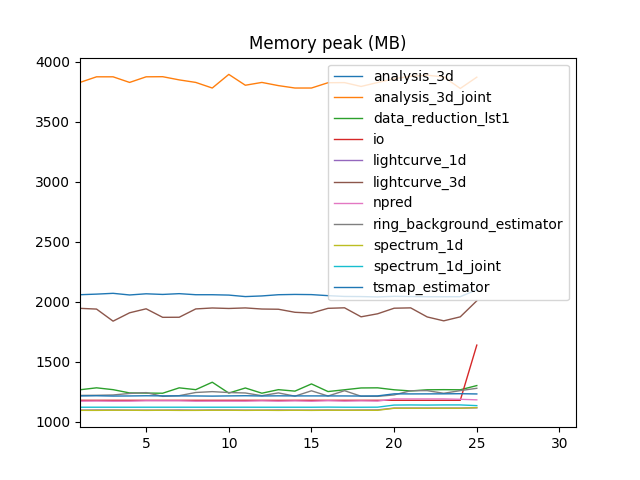 Memory peak (MB)
4000
3500
3000
2500
2000
1500
1000
analysis_3d
analysis_3d_joint
data_reduction_lst1
io
lightcurve_1d
lightcurve_3d
npred
ring_background_estimator
spectrum_1d
spectrum_1d_joint
tsmap_estimator
5
10
15
20
25
30